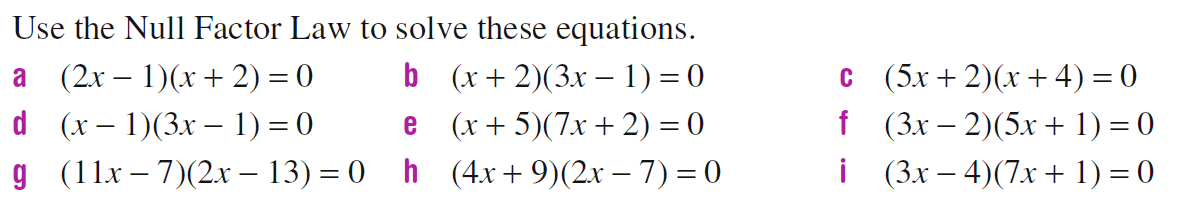 Use the Null Factor Law to solve these equations.
a (2x – 1)(x + 2) = 0 b (x + 2)(3x – 1) = 0 c (5x + 2)(x + 4) = 0
d (x – 1)(3x – 1) = 0 e (x + 5)(7x + 2) = 0 f (3x – 2)(5x + 1) = 0
g (11x – 7)(2x – 13) = 0 h (4x + 9)(2x – 7) = 0 i (3x – 4)(7x + 1) = 0